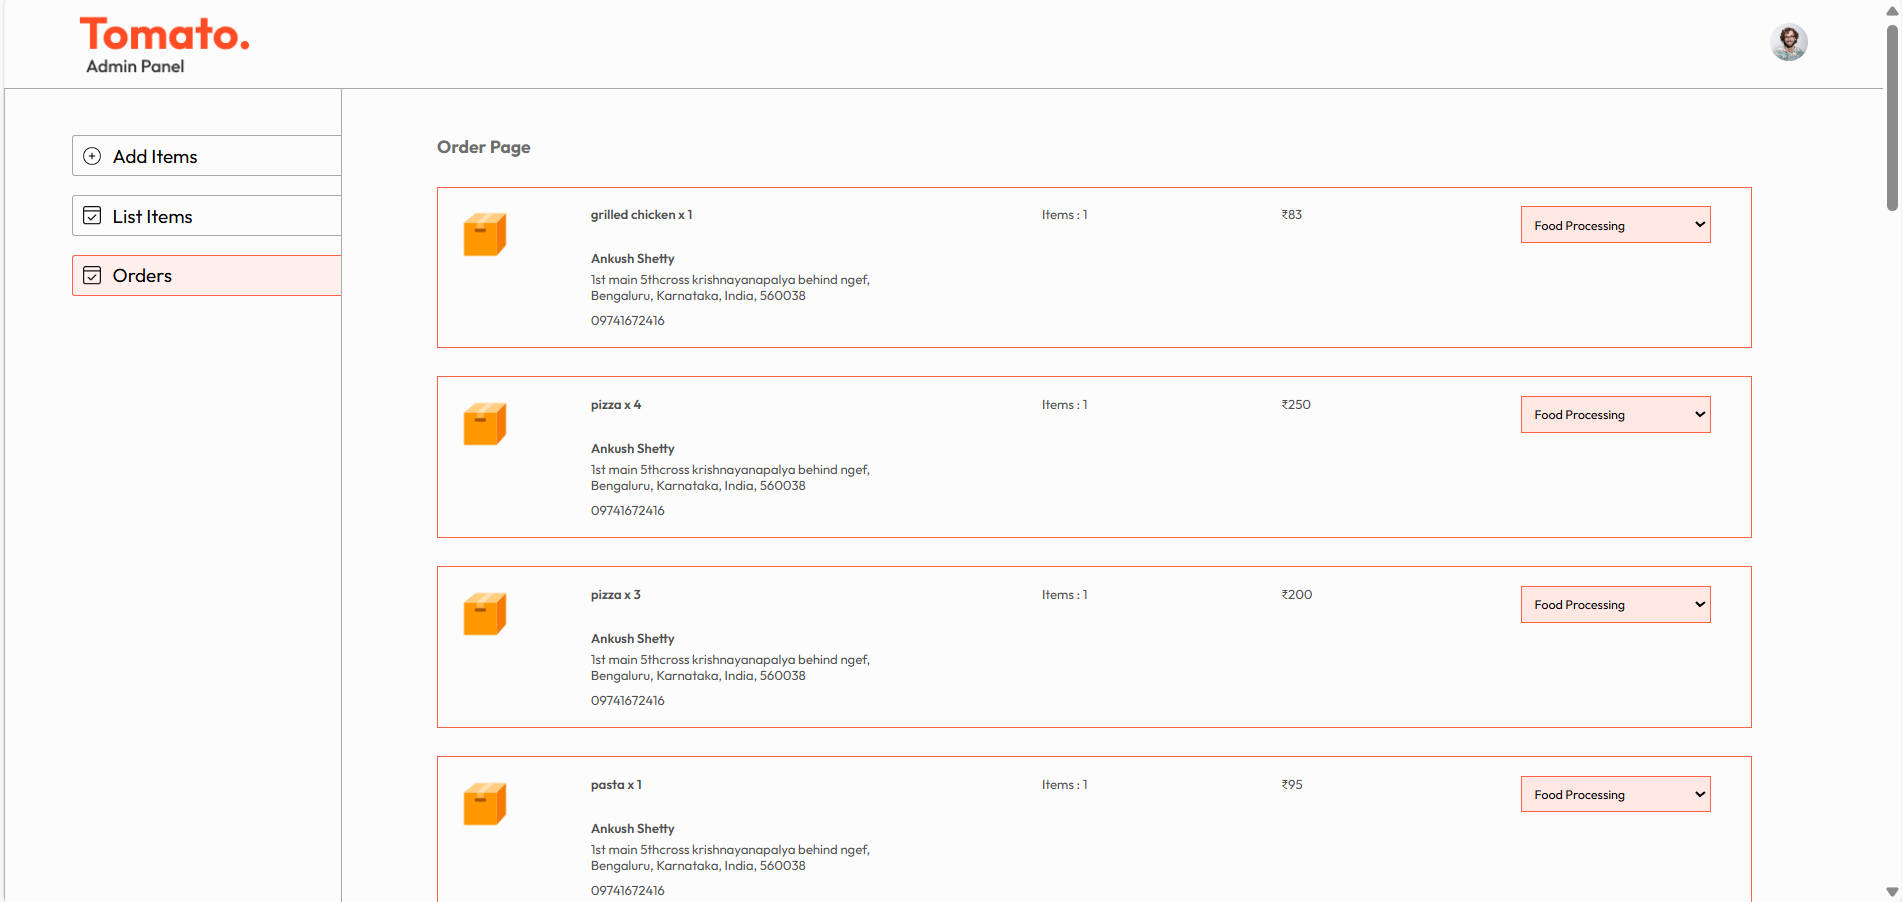 Tomato.
Admin Panel
Add Items
List Items
Orders
Order Page
grilled chicken x 1
Items : 1
₹83
Food Processing
Ankush Shetty
1st main 5thcross krishnayanapalya behind ngef,
Bengaluru, Karnataka, India, 560038
09741672416
pizza x 4
Items : 1
₹250
Food Processing
Ankush Shetty
1st main 5thcross krishnayanapalya behind ngef,
Bengaluru, Karnataka, India, 560038
09741672416
pizza x 3
Items : 1
₹200
Food Processing
Ankush Shetty
1st main 5thcross krishnayanapalya behind ngef,
Bengaluru, Karnataka, India, 560038
09741672416
pasta x 1
Items : 1
₹95
Food Processing
Ankush Shetty
1st main 5thcross krishnayanapalya behind ngef,
Bengaluru, Karnataka, India, 560038
09741672416